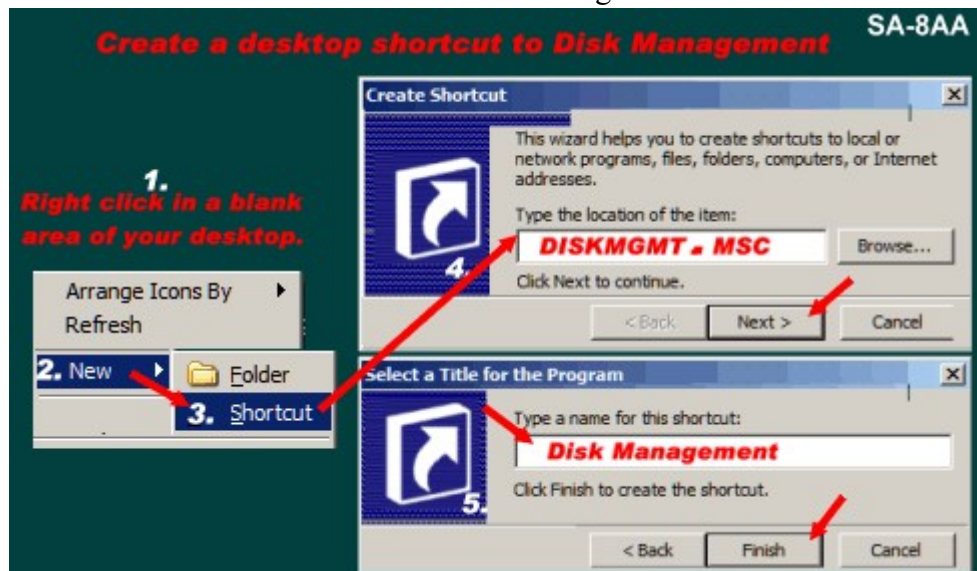 SA-8AA
Create a desktop shortcut to Disk Management
1.
Right click in a blank
area of your desktop.
Arrange Icons By
Refresh
2. New
Folder
3. Shortcut
Create Shortcut
This wizard helps you to create shortcuts to local or
network programs, files, folders, computers, or Internet
addresses.
Type the location of the item:
DISKMGMT . MSC
Browse...
4.
Click Next to continue.
< Back
Next >
Cancel
Select a Title for the Program
Type a name for this shortcut:
Disk Management
Click Finish to create the shortcut.
5.
< Back
Finish
Cancel